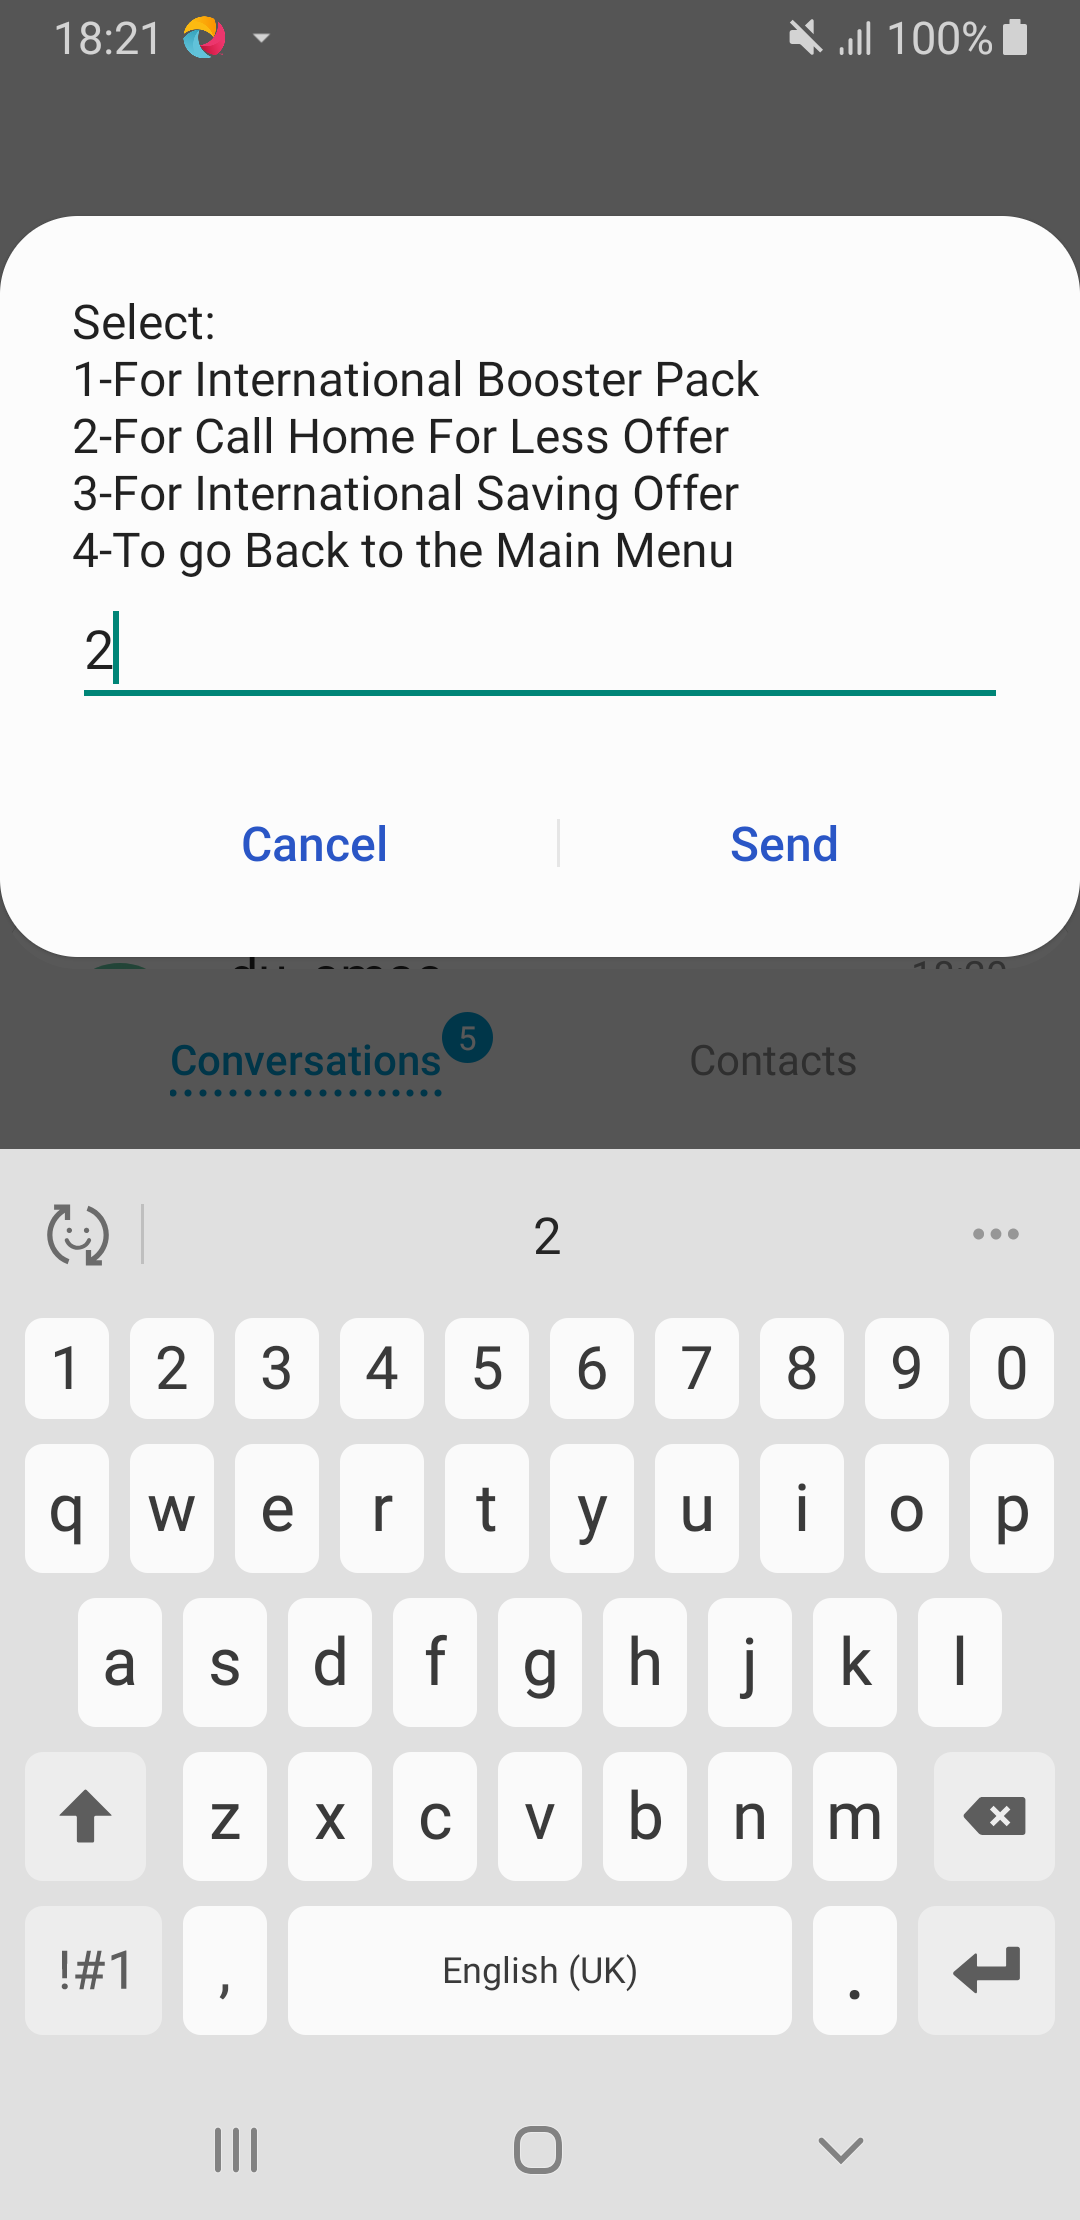 18:21 100%
Select:
1-For International Booster Pack
2-For Call Home For Less Offer
3-For International Saving Offer
4-To go Back to the Main Menu
2
Cancel Send
Conversations 5 Contacts
2
1 2 3 4 5 6 7 8 9 0
q w e r t y u i o p
a s d f g h j k l
z x c v b n m
!#1 , English (UK) .